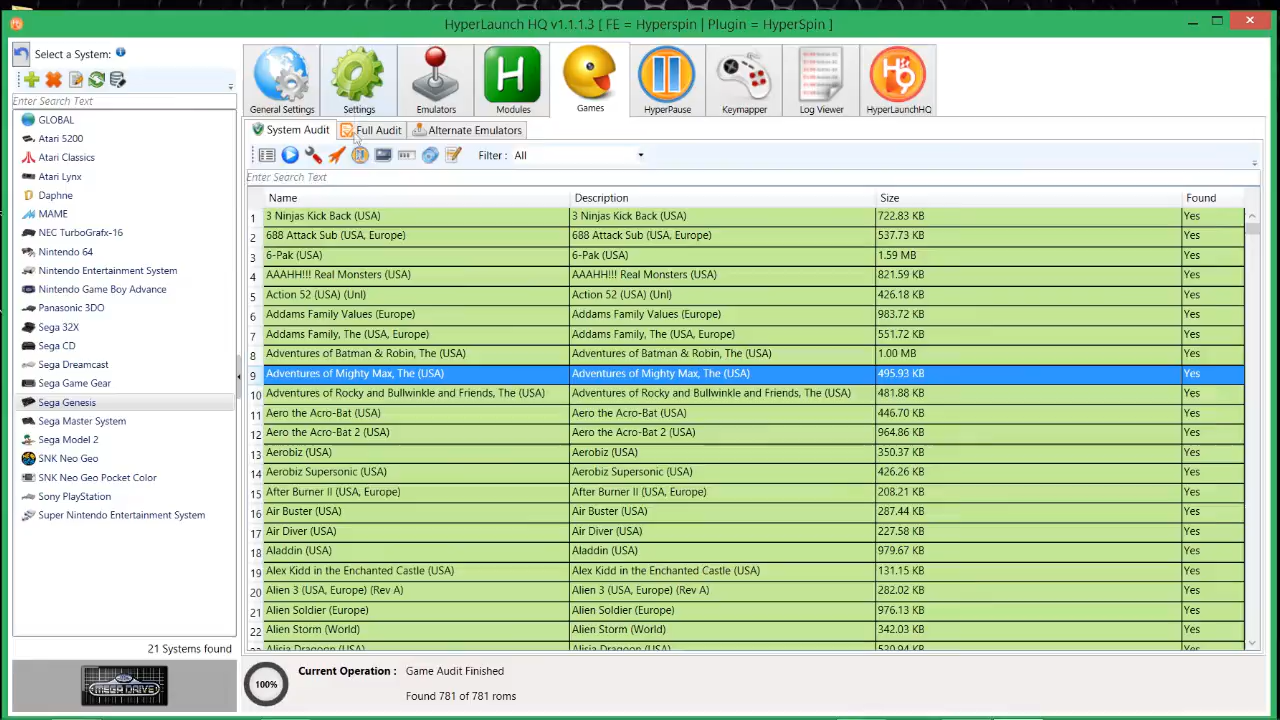 HyperLaunch HQ v1.1.1.3 [ FE = Hyperspin | Plugin = HyperSpin ]
Select a System:
Enter Search Text
GLOBAL
Atari 5200
Atari Classics
Atari Lynx
Daphne
MAME
NEC TurboGrafx-16
Nintendo 64
Nintendo Entertainment System
Nintendo Game Boy Advance
Panasonic 3DO
Sega 32X
Sega CD
Sega Dreamcast
Sega Game Gear
Sega Genesis
Sega Master System
Sega Model 2
SNK Neo Geo
SNK Neo Geo Pocket Color
Sony PlayStation
Super Nintendo Entertainment System
21 Systems found
MEGA DRIVE
General Settings Settings Emulators Modules Games HyperPause Keymapper Log Viewer HyperLaunchHQ
System Audit Full Audit Alternate Emulators
Filter : All
Enter Search Text
Name Description Size Found
1 3 Ninjas Kick Back (USA) 3 Ninjas Kick Back (USA) 722.83 KB Yes
2 688 Attack Sub (USA, Europe) 688 Attack Sub (USA, Europe) 537.73 KB Yes
3 6-Pak (USA) 6-Pak (USA) 1.59 MB Yes
4 AAAHH!!! Real Monsters (USA) AAAHH!!! Real Monsters (USA) 821.59 KB Yes
5 Action 52 (USA) (Unl) Action 52 (USA) (Unl) 426.18 KB Yes
6 Addams Family Values (Europe) Addams Family Values (Europe) 983.72 KB Yes
7 Addams Family, The (USA, Europe) Addams Family, The (USA, Europe) 551.72 KB Yes
8 Adventures of Batman & Robin, The (USA) Adventures of Batman & Robin, The (USA) 1.00 MB Yes
9 Adventures of Mighty Max, The (USA) Adventures of Mighty Max, The (USA) 495.93 KB Yes
10 Adventures of Rocky and Bullwinkle and Friends, The (USA) Adventures of Rocky and Bullwinkle and Friends, The (USA) 481.88 KB Yes
11 Aero the Acro-Bat (USA) Aero the Acro-Bat (USA) 446.70 KB Yes
12 Aero the Acro-Bat 2 (USA) Aero the Acro-Bat 2 (USA) 964.86 KB Yes
13 Aerobiz (USA) Aerobiz (USA) 350.37 KB Yes
14 Aerobiz Supersonic (USA) Aerobiz Supersonic (USA) 426.26 KB Yes
15 After Burner II (USA, Europe) After Burner II (USA, Europe) 208.21 KB Yes
16 Air Buster (USA) Air Buster (USA) 287.44 KB Yes
17 Air Diver (USA) Air Diver (USA) 227.58 KB Yes
18 Aladdin (USA) Aladdin (USA) 979.67 KB Yes
19 Alex Kidd in the Enchanted Castle (USA) Alex Kidd in the Enchanted Castle (USA) 131.15 KB Yes
20 Alien 3 (USA, Europe) (Rev A) Alien 3 (USA, Europe) (Rev A) 282.02 KB Yes
21 Alien Soldier (Europe) Alien Soldier (Europe) 976.13 KB Yes
22 Alien Storm (World) Alien Storm (World) 342.03 KB Yes
Alisia Dragoon (USA) Alisia Dragoon (USA) 520.94 KB Yes
100%
Current Operation : Game Audit Finished
Found 781 of 781 roms